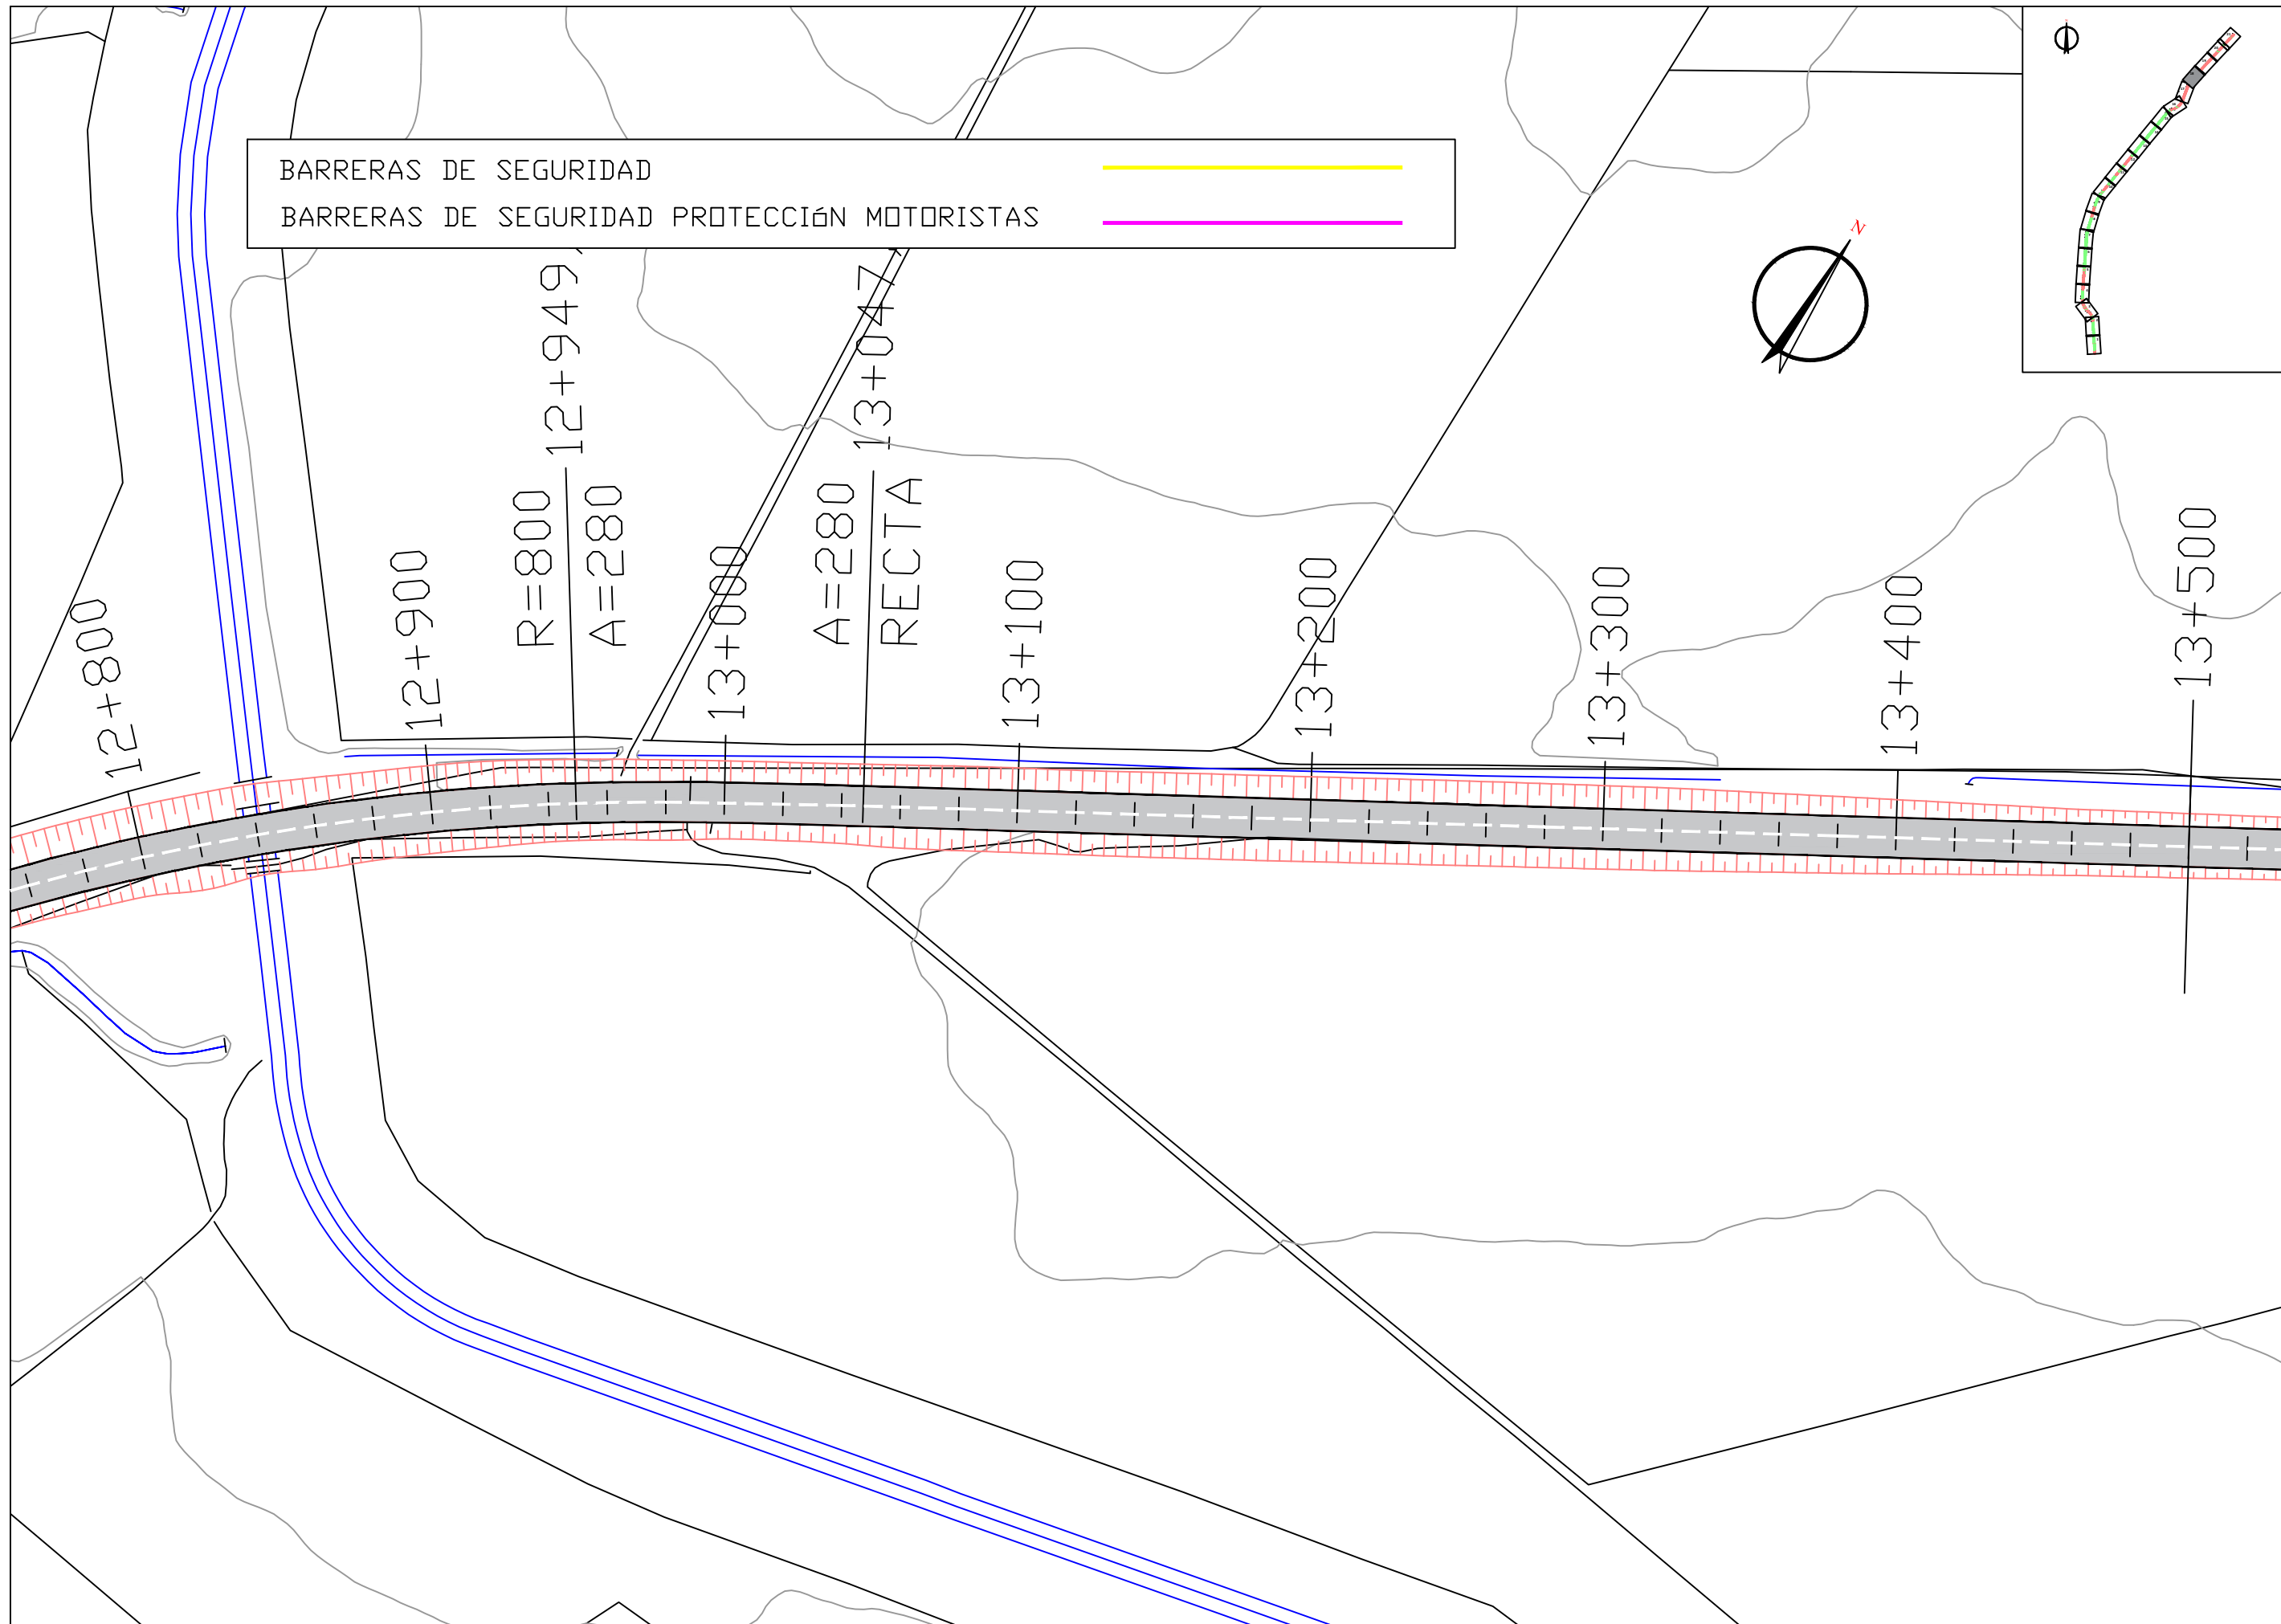 BARRERAS DE SEGURIDAD
BARRERAS DE SEGURIDAD PROTECCIóN MOTORISTAS
N
12+800
12+900
R=800
12+949,
A=280
13+000
A=280
13+047
RECTA
13+100
13+200
13+300
13+400
13+500